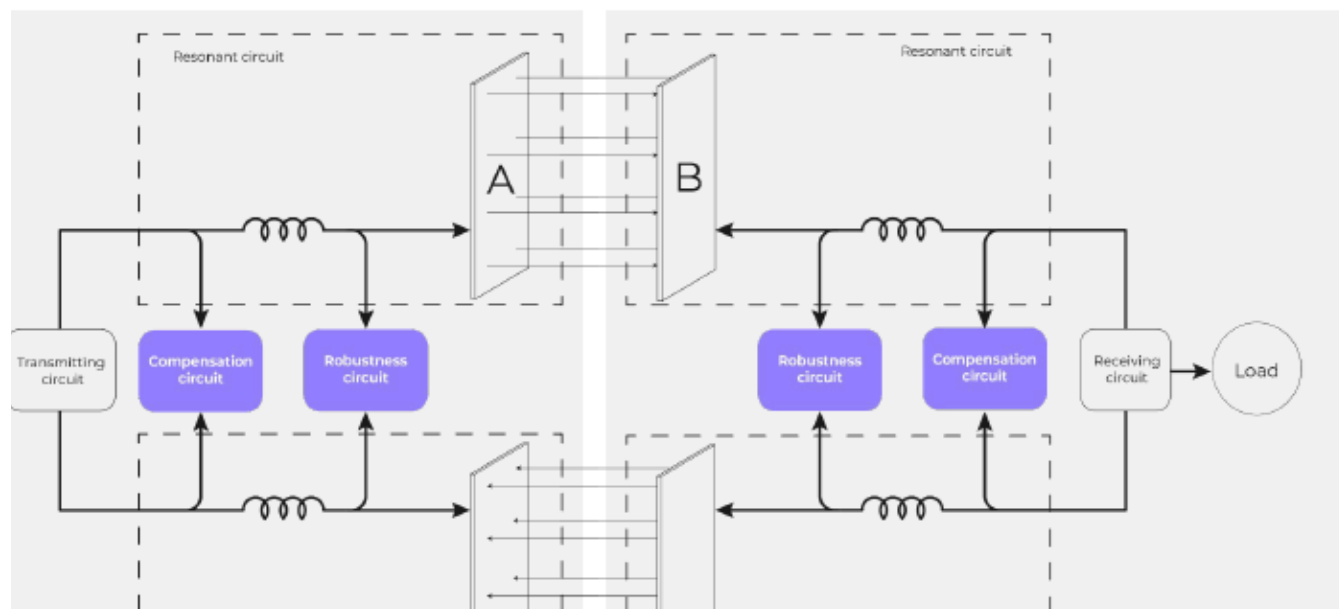 Resonant circuit
Resonant circuit
A
B
Transmitting
circuit
Compensation
circuit
Robustness
circuit
Robustness
circuit
Compensation
circuit
Receiving
circuit
Load